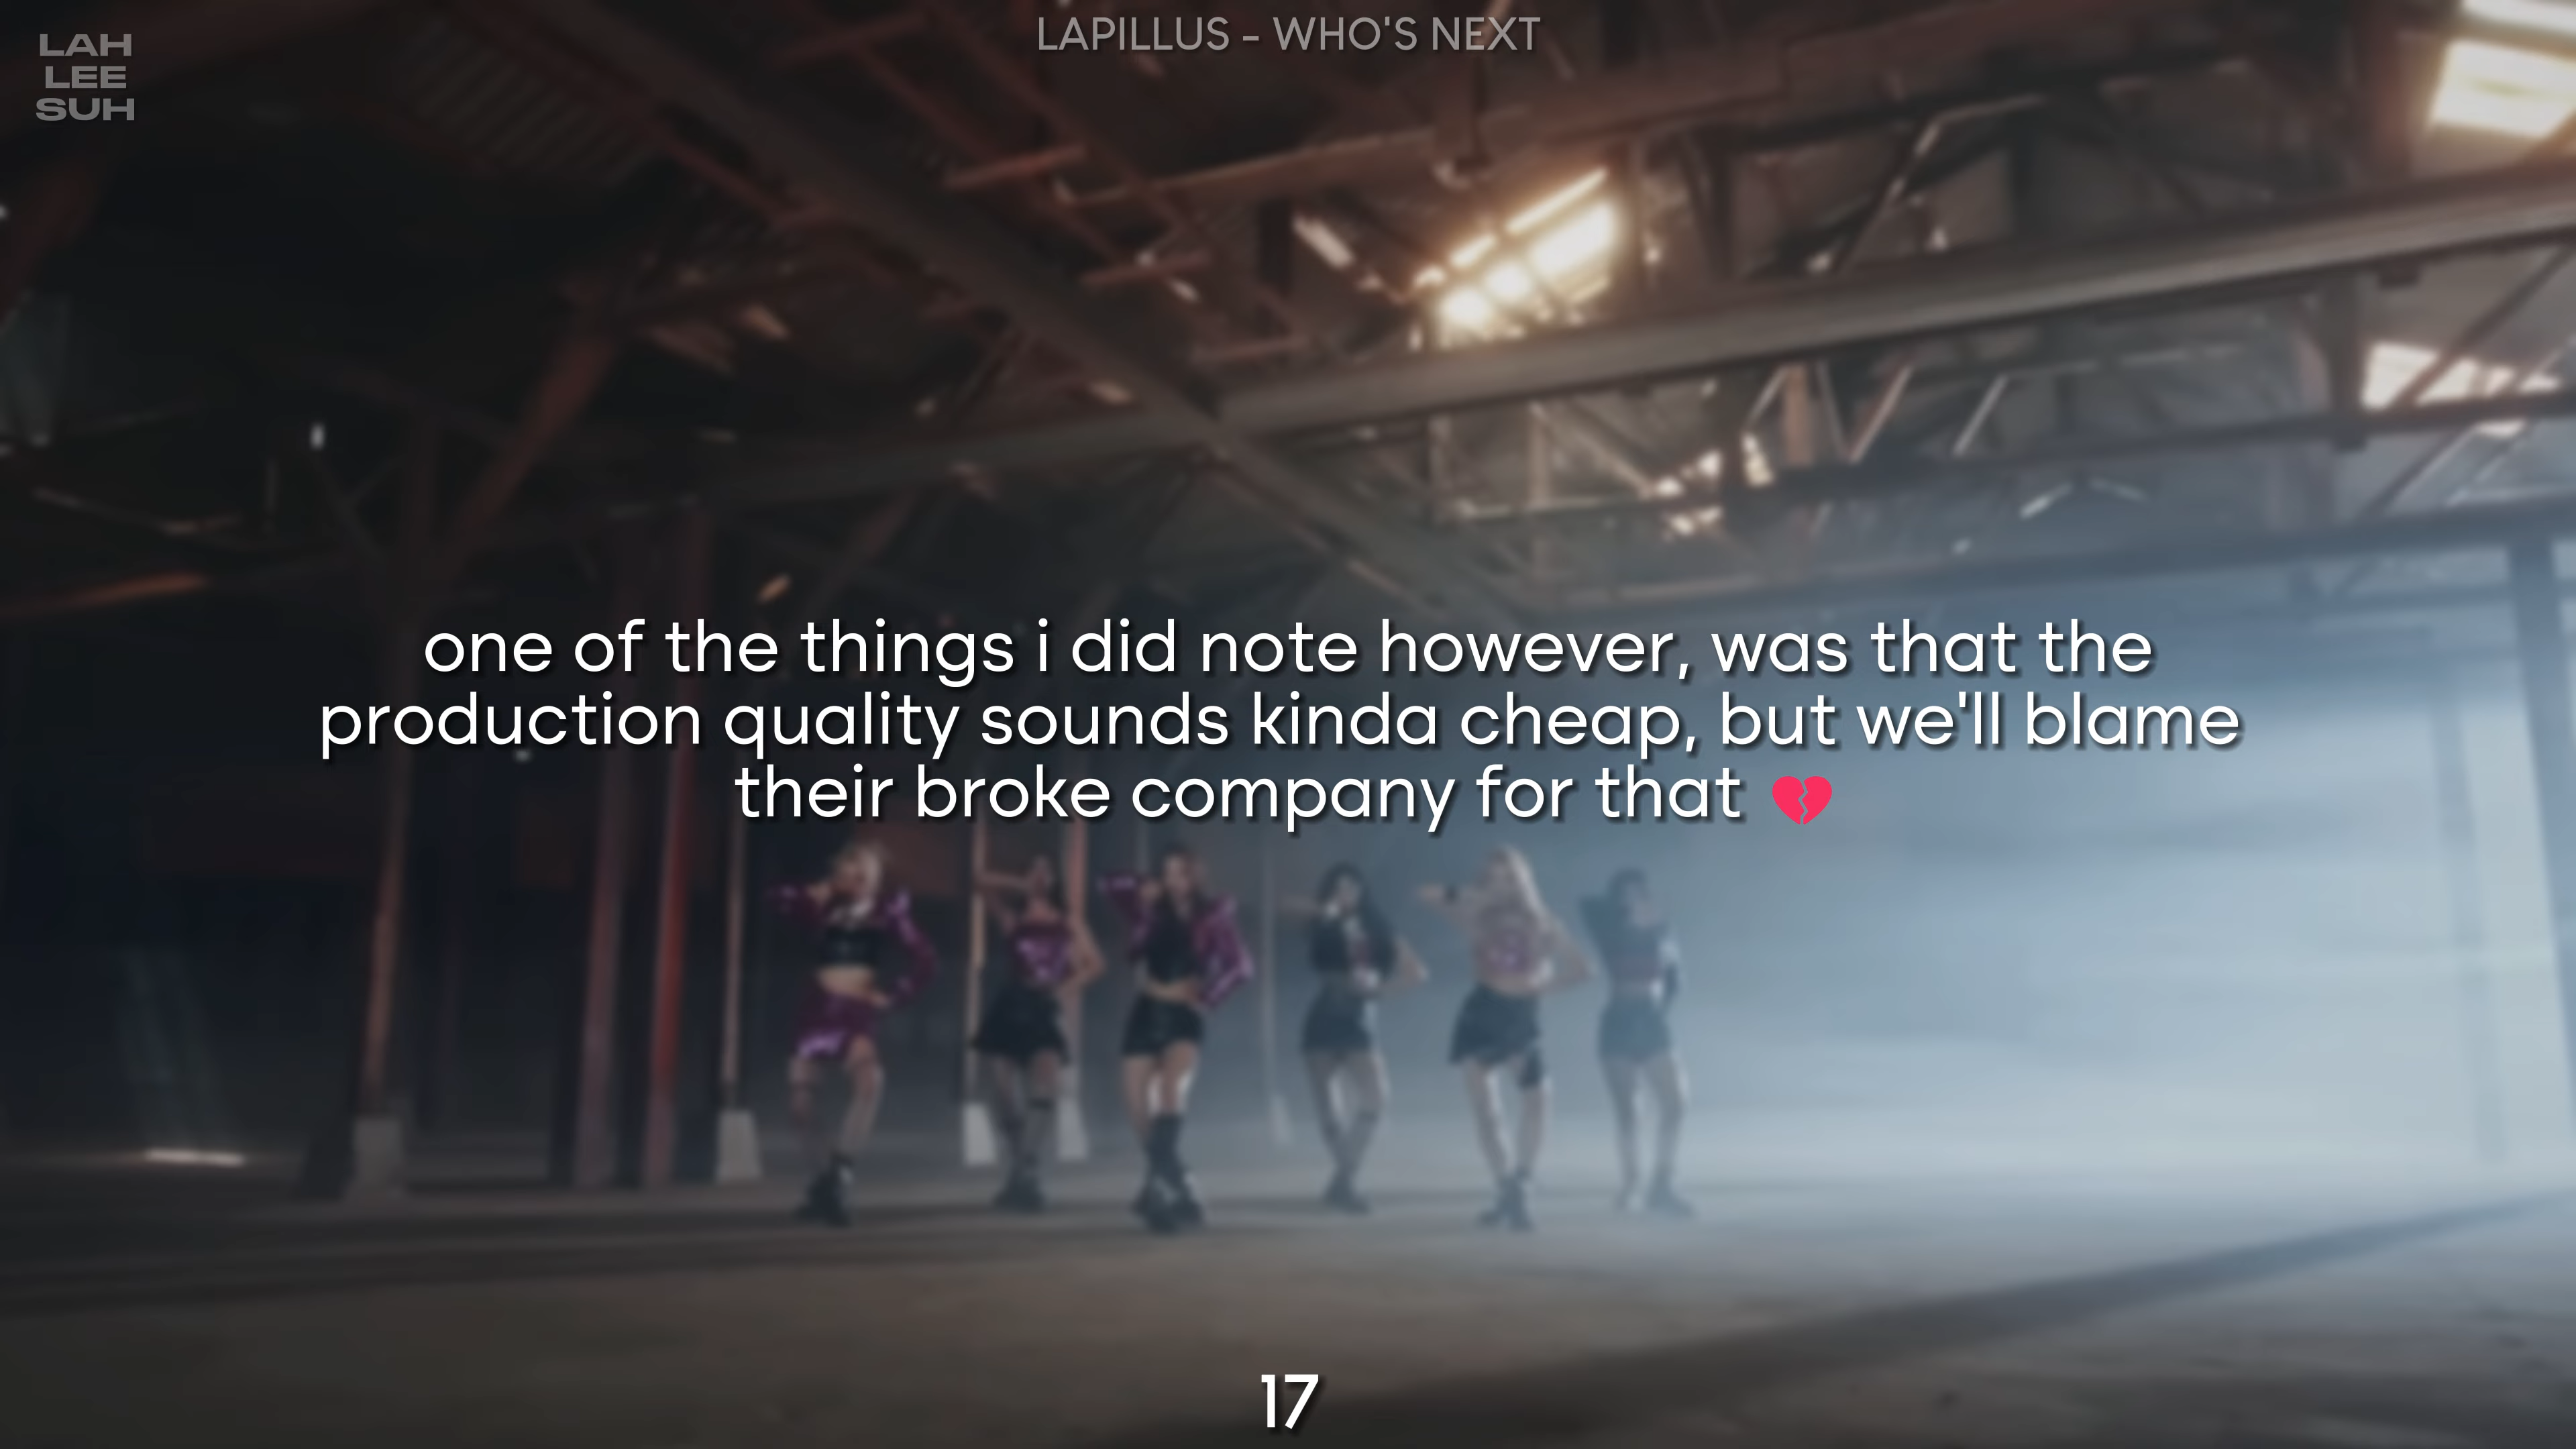 LAPILLUS - WHO'S NEXT
LAH
LEE
SUH
one of the things i did note however, was that the
production quality sounds kinda cheap, but we'll blame
their broke company for that 💔
17